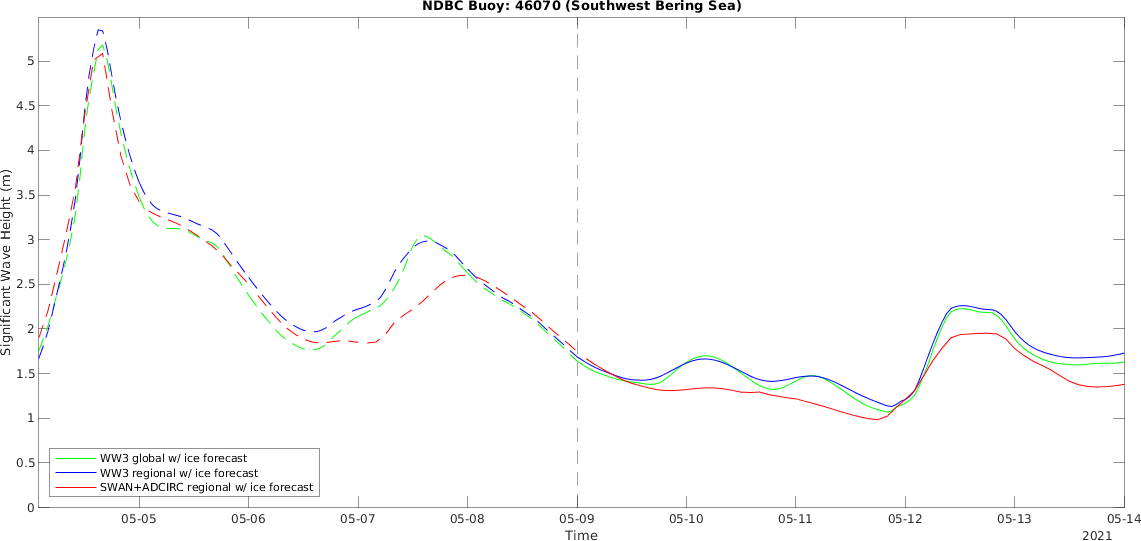 NDBC Buoy: 46070 (Southwest Bering Sea)
Significant Wave Height (m)
5
4.5
4
3.5
3
2.5
2
1.5
1
0.5
0
WW3 global w/ ice forecast
WW3 regional w/ ice forecast
SWAN+ADCIRC regional w/ ice forecast
05-05 05-06 05-07 05-08 05-09 05-10 05-11 05-12 05-13 05-14
Time
2021